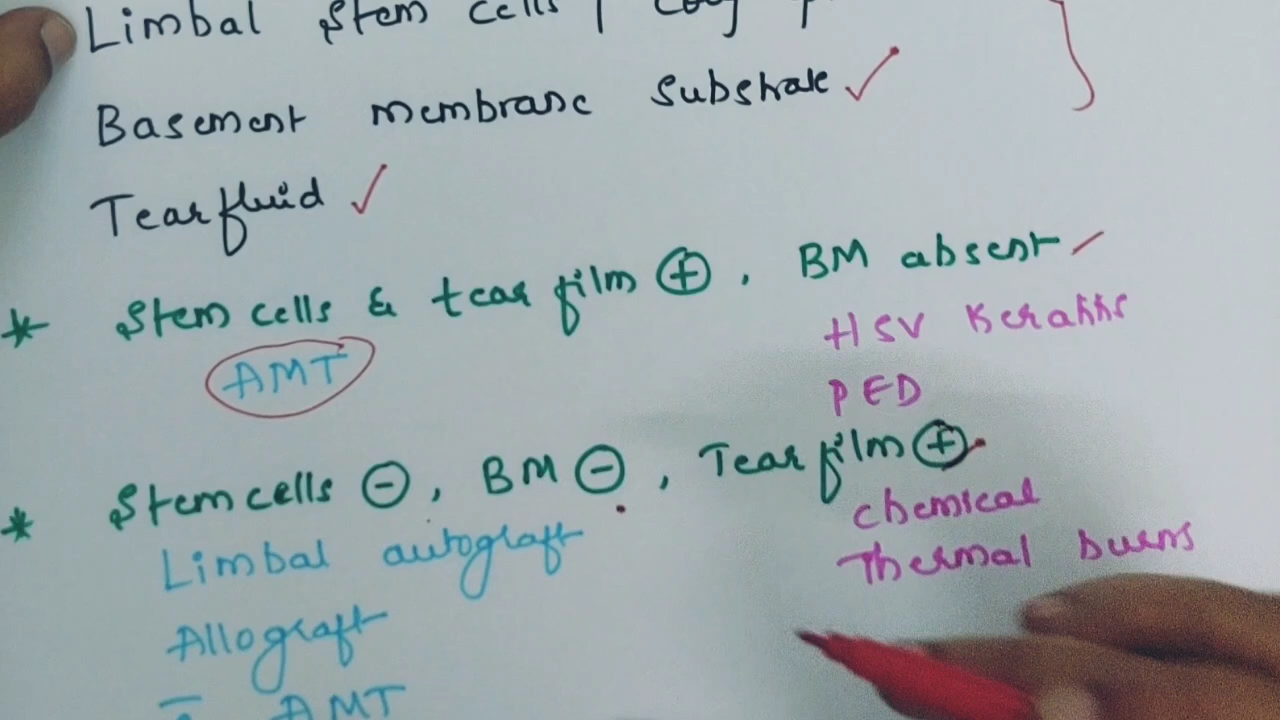 Limbal stem cells
Basement membrane substrate ✓
Tear fluid ✓
* Stem cells & tear film ⊕, BM absent
AMT
HSV Keratitis
PED
* Stem cells ⊖, BM ⊖, Tear film ⊕
Limbal autograft
Chemical
Thermal burns
Allograft
c̄ AMT